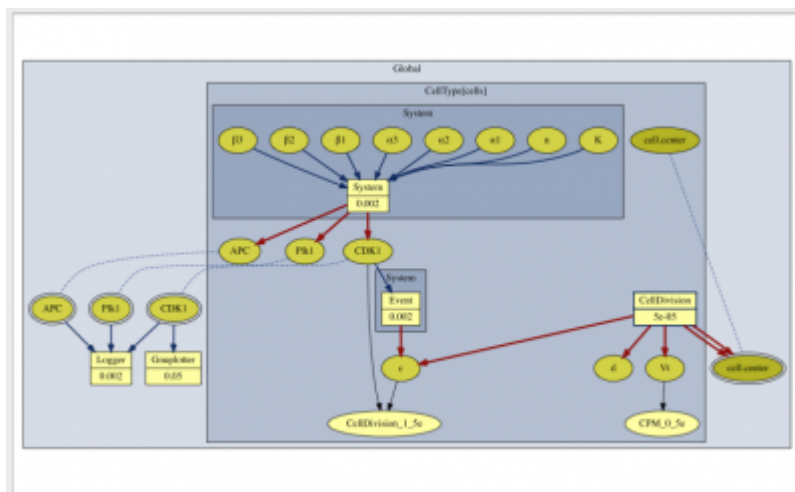 Global
CellType[cells]
System
β3 β2 β1 α3 α2 α1 n K cell.center
System
0.002
APC Plk1 CDK1
System
APC Plk1 CDK1 Event CellDivision
0.002 5e-05
Logger Gnuplotter
0.002 0.05
c d Vt cell.center
CellDivision_1_5e CPM_0_5e